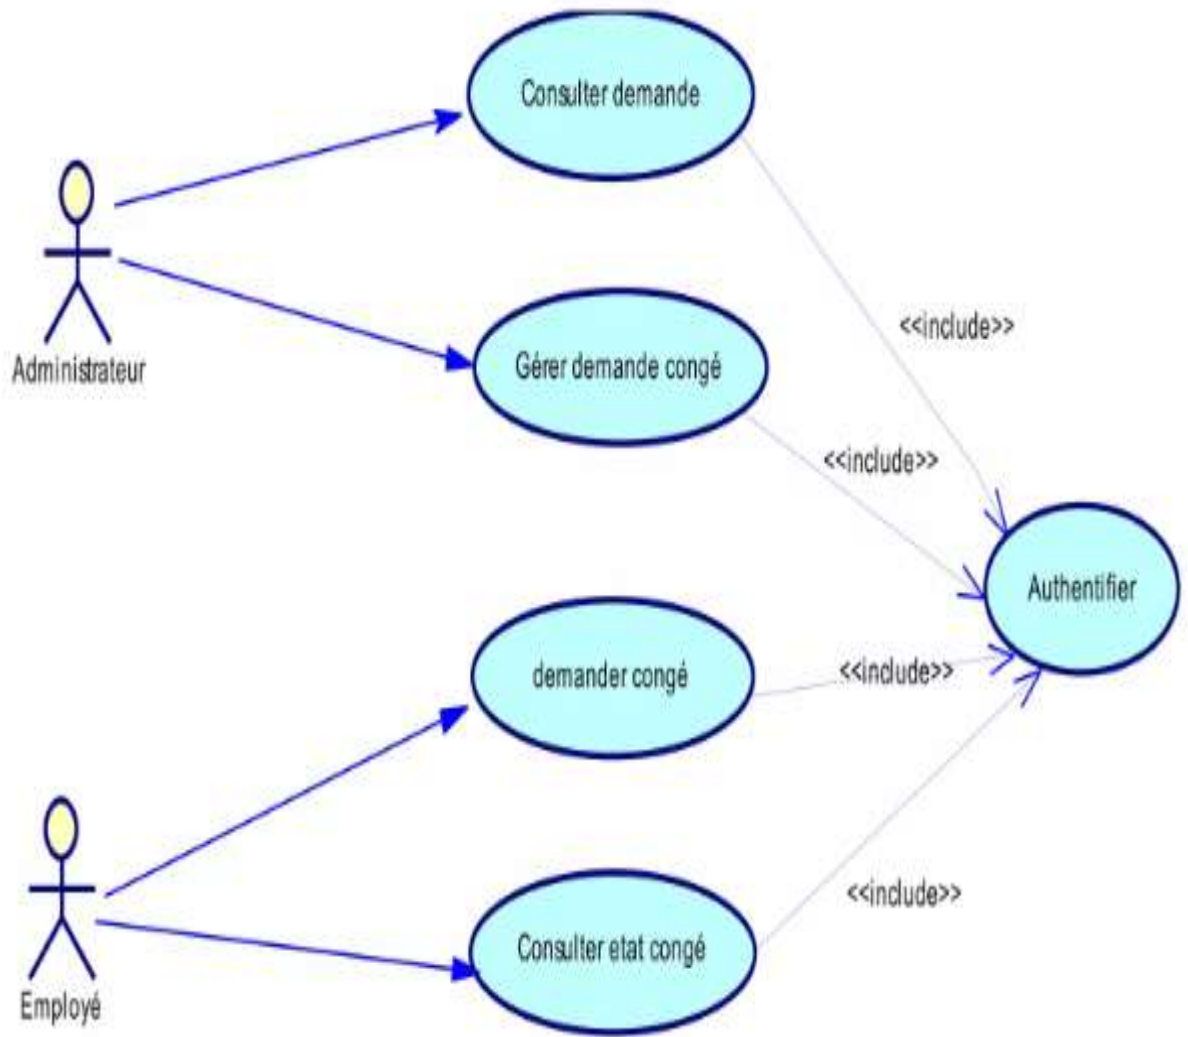 Consulter demande
<<include>>
Administrateur
Gérer demande congé
<<include>>
Authentifier
demander congé
<<include>>
<<include>>
Consulter etat congé
Employé